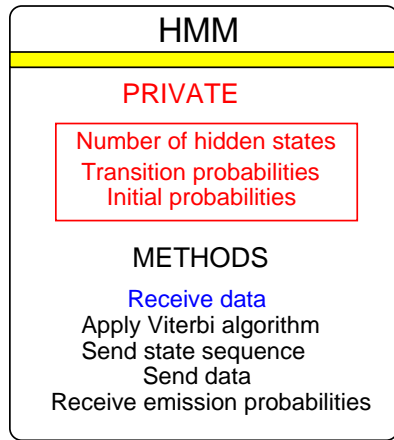 HMM
PRIVATE
Number of hidden states
Transition probabilities
Initial probabilities
METHODS
Receive data
Apply Viterbi algorithm
Send state sequence
Send data
Receive emission probabilities